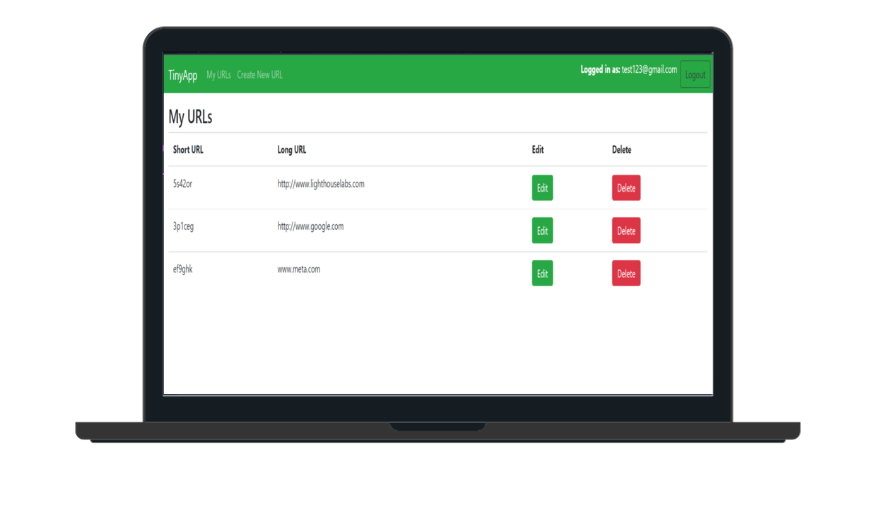 TinyApp My URLs Create New URL Logged in as: test123@gmail.com Logout
My URLs
Short URL Long URL Edit Delete
5s42or http://www.lighthouselabs.com Edit Delete
3p1ceg http://www.google.com Edit Delete
ef9ghk www.meta.com Edit Delete